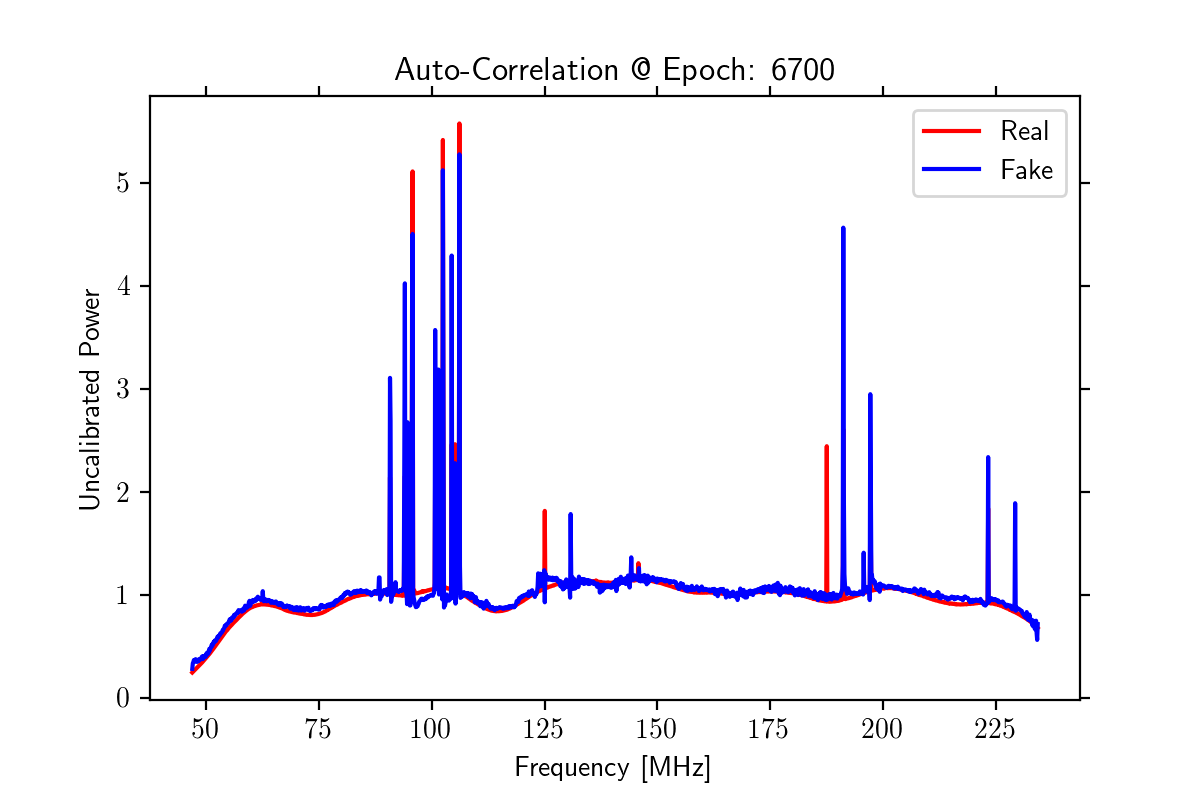 Auto-Correlation @ Epoch: 6700
Real
Fake
Uncalibrated Power
5
4
3
2
1
0
50 75 100 125 150 175 200 225
Frequency [MHz]